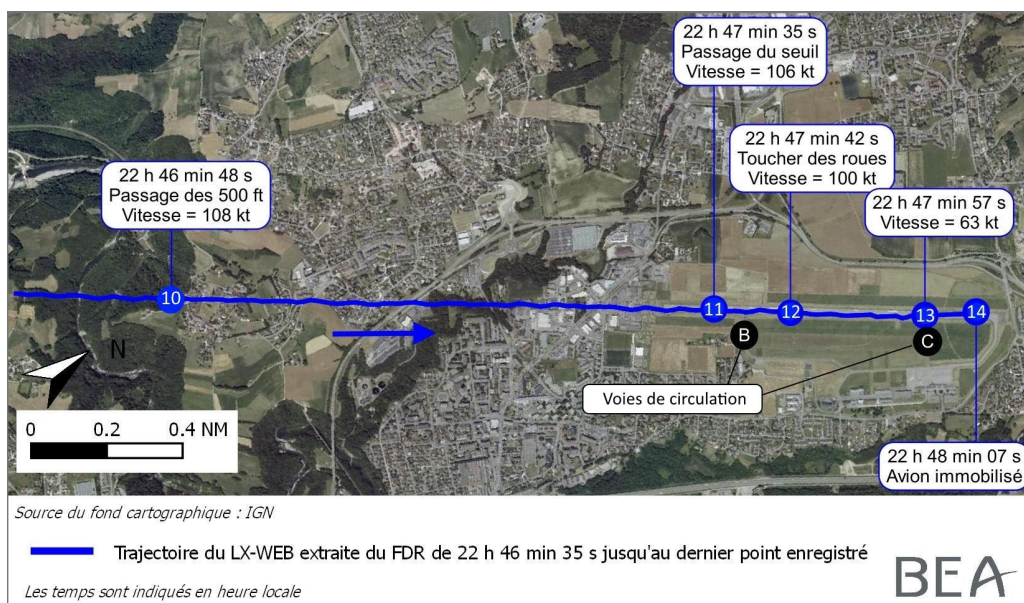 22 h 47 min 35 s
Passage du seuil
Vitesse = 106 kt
22 h 47 min 42 s
Toucher des roues
Vitesse = 100 kt
22 h 46 min 48 s
Passage des 500 ft
Vitesse = 108 kt
22 h 47 min 57 s
Vitesse = 63 kt
10
11
12
13
14
B
C
N
Voies de circulation
0 0.2 0.4 NM
22 h 48 min 07 s
Avion immobilisé
Source du fond cartographique : IGN
Trajectoire du LX-WEB extraite du FDR de 22 h 46 min 35 s jusqu'au dernier point enregistré
Les temps sont indiqués en heure locale
BEA